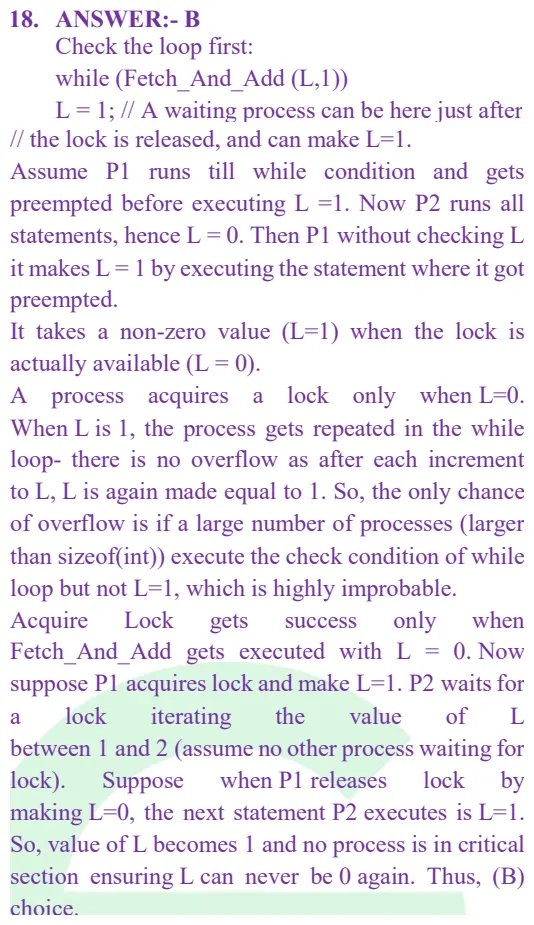 18. ANSWER:- B
Check the loop first:
while (Fetch_And_Add (L,1))
L = 1; // A waiting process can be here just after
// the lock is released, and can make L=1.
Assume P1 runs till while condition and gets
preempted before executing L =1. Now P2 runs all
statements, hence L = 0. Then P1 without checking L
it makes L = 1 by executing the statement where it got
preempted.
It takes a non-zero value (L=1) when the lock is
actually available (L = 0).
A process acquires a lock only when L=0.
When L is 1, the process gets repeated in the while
loop- there is no overflow as after each increment
to L, L is again made equal to 1. So, the only chance
of overflow is if a large number of processes (larger
than sizeof(int)) execute the check condition of while
loop but not L=1, which is highly improbable.
Acquire Lock gets success only when
Fetch_And_Add gets executed with L = 0. Now
suppose P1 acquires lock and make L=1. P2 waits for
a lock iterating the value of L
between 1 and 2 (assume no other process waiting for
lock). Suppose when P1 releases lock by
making L=0, the next statement P2 executes is L=1.
So, value of L becomes 1 and no process is in critical
section ensuring L can never be 0 again. Thus, (B)
choice.